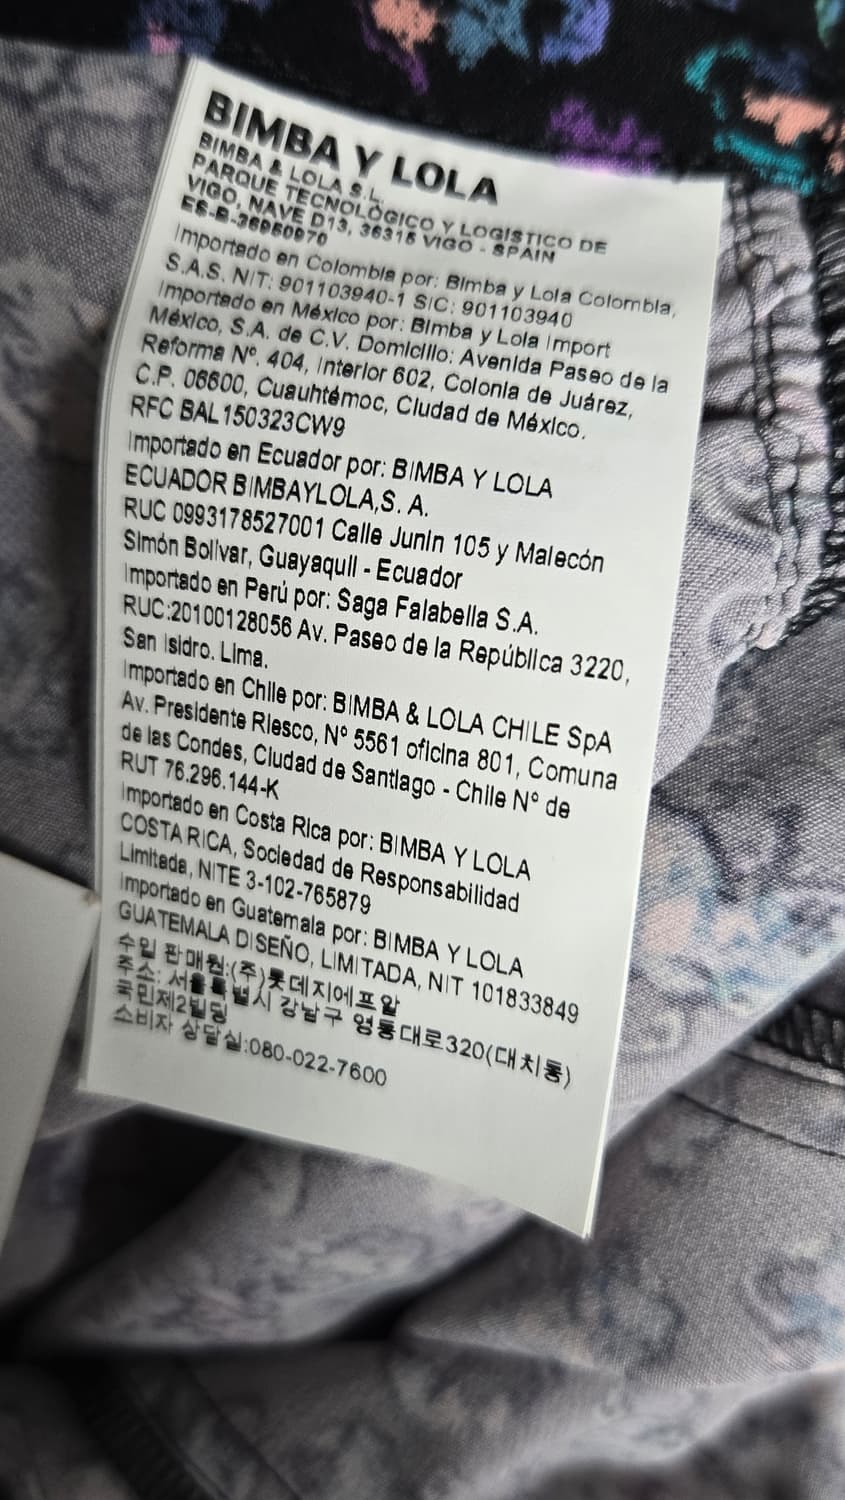 BIMBA Y LOLA
BIMBA & LOLA S.L.
PARQUE TECNOLÓGICO Y LOGÍSTICO DE
VIGO, NAVE D13, 36315 VIGO - SPAIN
ES-B-36950970
Importado en Colombia por: Bimba y Lola Colombia,
S.A.S. NIT: 901103940-1 SIC: 901103940
Importado en México por: Bimba y Lola Import
México, S.A. de C.V. Domicilio: Avenida Paseo de la
Reforma Nº. 404, Interior 602, Colonia de Juárez,
C.P. 06600, Cuauhtémoc, Ciudad de México.
RFC BAL150323CW9
Importado en Ecuador por: BIMBA Y LOLA
ECUADOR BIMBAYLOLA,S. A.
RUC 0993178527001 Calle Junin 105 y Malecón
Simón Bolívar, Guayaquil - Ecuador
Importado en Perú por: Saga Falabella S.A.
RUC:20100128056 Av. Paseo de la República 3220,
San Isidro. Lima.
Importado en Chile por: BIMBA & LOLA CHILE SpA
Av. Presidente Riesco, Nº 5561 oficina 801, Comuna
de las Condes, Ciudad de Santiago - Chile Nº de
RUT 76.296.144-K
Importado en Costa Rica por: BIMBA Y LOLA
COSTA RICA, Sociedad de Responsabilidad
Limitada, NITE 3-102-765879
Importado en Guatemala por: BIMBA Y LOLA
GUATEMALA DISEÑO, LIMITADA, NIT 101833849
수입 판매원:(주)롯데지에프알
주소: 서울특별시 강남구 영동대로320(대치동)
국민제2빌딩
소비자 상담실:080-022-7600